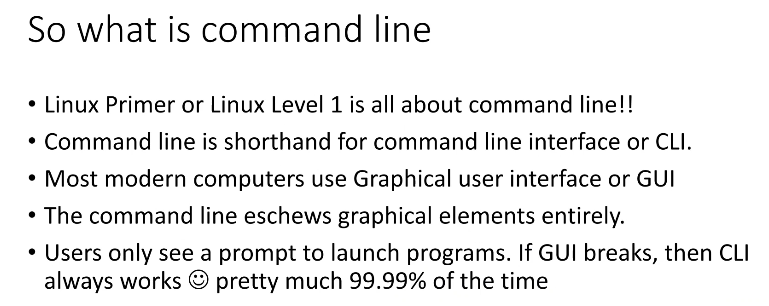 So what is command line
• Linux Primer or Linux Level 1 is all about command line!!
• Command line is shorthand for command line interface or CLI.
• Most modern computers use Graphical user interface or GUI
• The command line eschews graphical elements entirely.
• Users only see a prompt to launch programs. If GUI breaks, then CLI
always works ☺ pretty much 99.99% of the time